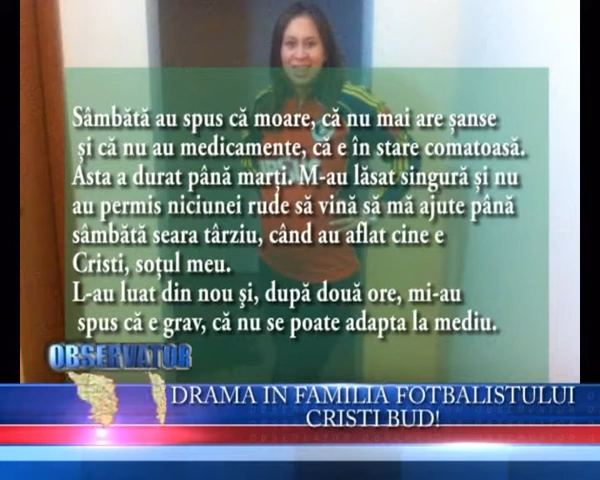 Sâmbătă au spus că moare, că nu mai are șanse
și că nu au medicamente, că e în stare comatoasă.
Asta a durat până marți. M-au lăsat singură și nu
au permis niciunei rude să vină să mă ajute până
sâmbătă seara târziu, când au aflat cine e
Cristi, soțul meu.
L-au luat din nou şi, după două ore, mi-au
spus că e grav, că nu se poate adapta la mediu.
OBSERVATOR
DRAMA IN FAMILIA FOTBALISTULUI
CRISTI BUD!